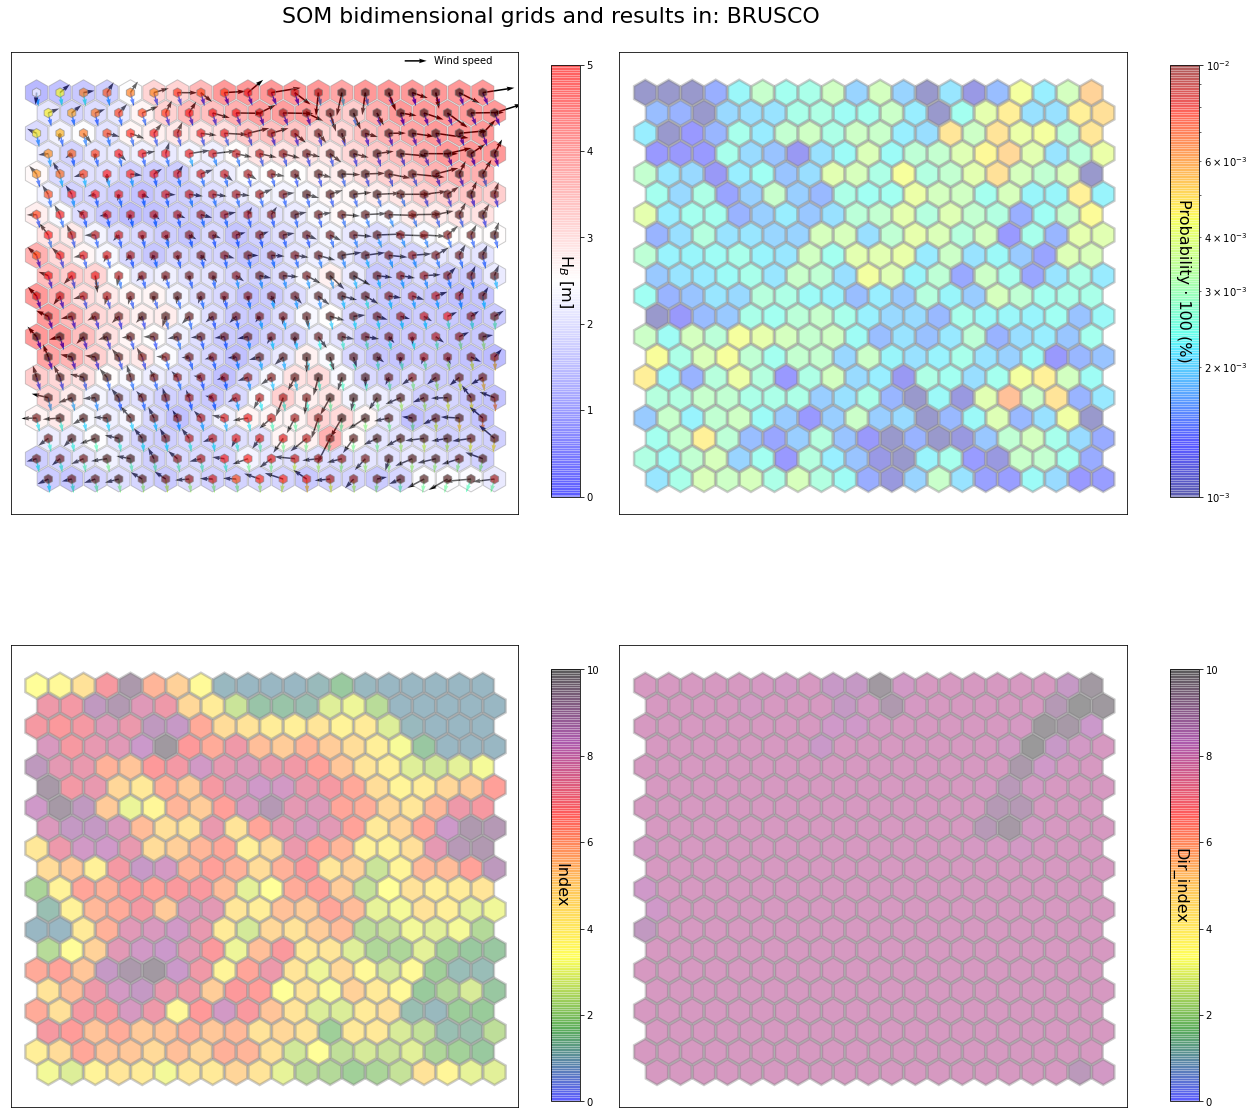 SOM bidimensional grids and results in: BRUSCO
Wind speed
5
4
3
2
1
0
H_B [m]
10⁻²
6 × 10⁻³
4 × 10⁻³
3 × 10⁻³
2 × 10⁻³
10⁻³
Probability · 100 (%)
10
8
6
4
2
0
Index
10
8
6
4
2
0
Dir_index